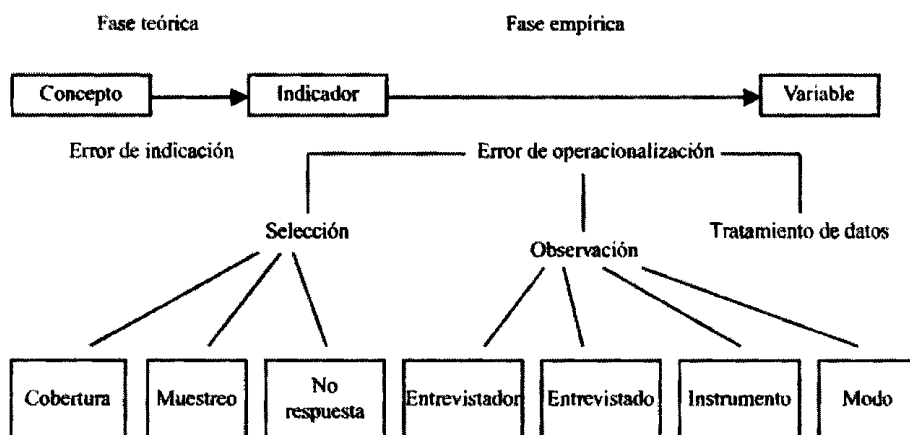 Fase teórica
Fase empírica
Concepto
Indicador
Variable
Error de indicación
Error de operacionalización
Selección
Observación
Tratamiento de datos
Cobertura
Muestreo
No
respuesta
Entrevistador
Entrevistado
Instrumento
Modo